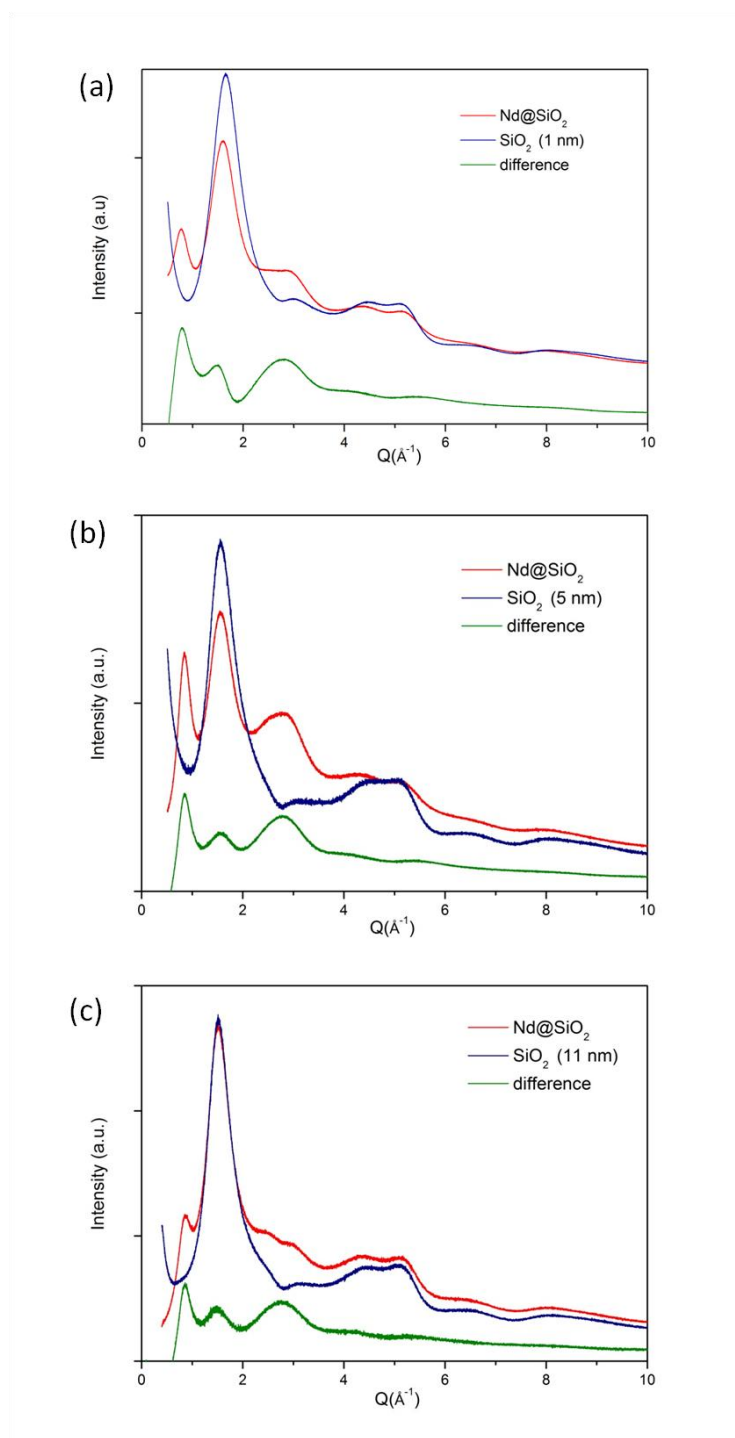 (a)
Nd@SiO₂
SiO₂ (1 nm)
difference
Intensity (a.u)
0 2 4 6 8 10
Q(Å⁻¹)
(b)
Nd@SiO₂
SiO₂ (5 nm)
difference
Intensity (a.u.)
0 2 4 6 8 10
Q(Å⁻¹)
(c)
Nd@SiO₂
SiO₂ (11 nm)
difference
Intensity (a.u.)
0 2 4 6 8 10
Q(Å⁻¹)